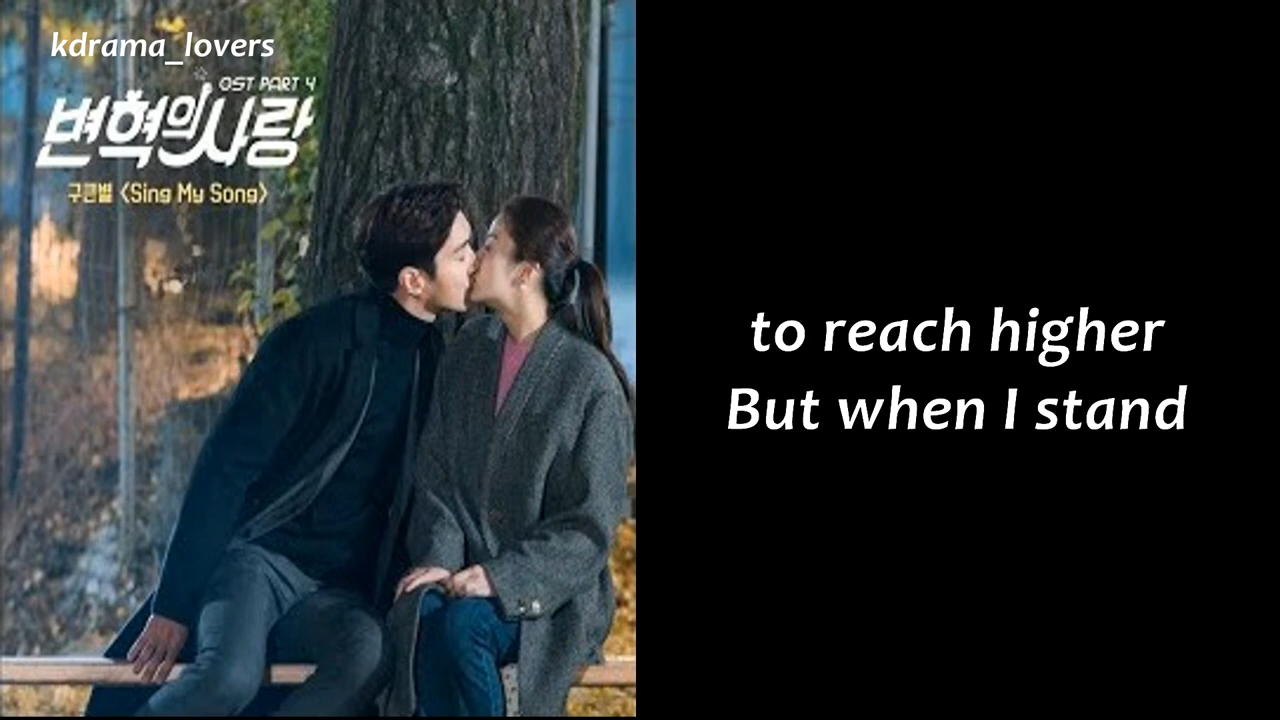 kdrama_lovers
OST PART 4
변혁의 사랑
구큰별 〈Sing My Song〉
to reach higher
But when I stand